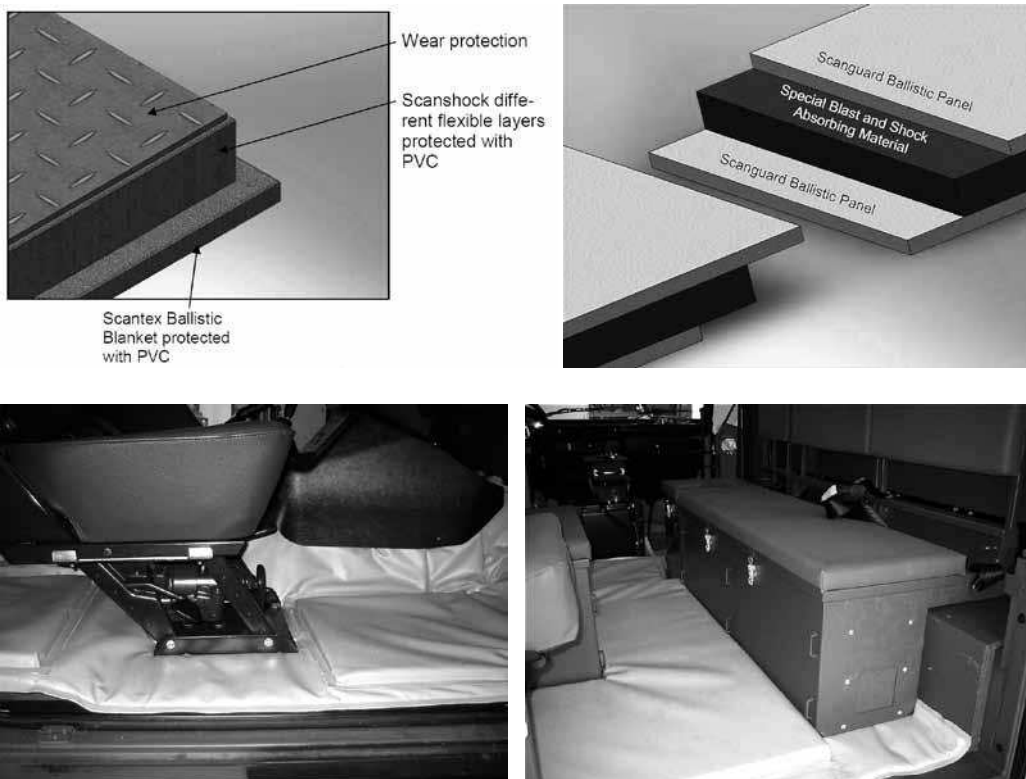 Wear protection
Scanshock diffe-
rent flexible layers
protected with
PVC
Scantex Ballistic
Blanket protected
with PVC
Scanguard Ballistic Panel
Special Blast and Shock
Absorbing Material
Scanguard Ballistic Panel